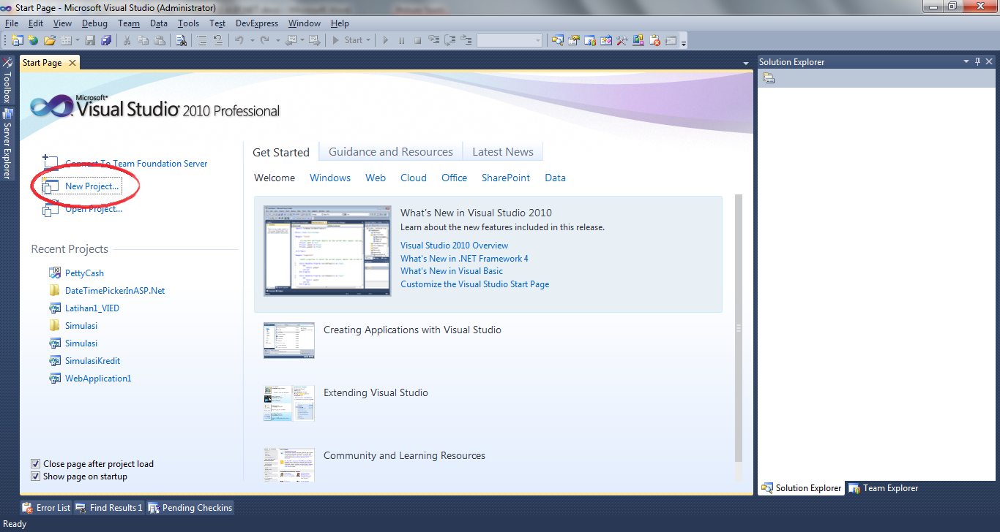 Start Page - Microsoft Visual Studio (Administrator)
File Edit View Debug Team Data Tools Test DevExpress Window Help
Start
Toolbox
Server Explorer
Start Page
Microsoft®
Visual Studio® 2010 Professional
Connect To Team Foundation Server
New Project...
Open Project...
Recent Projects
PettyCash
DateTimePickerInASP.Net
Latihan1_VIED
Simulasi
Simulasi
SimulasiKredit
WebApplication1
Close page after project load
Show page on startup
Get Started Guidance and Resources Latest News
Welcome Windows Web Cloud Office SharePoint Data
What's New in Visual Studio 2010
Learn about the new features included in this release.
Visual Studio 2010 Overview
What's New in .NET Framework 4
What's New in Visual Basic
Customize the Visual Studio Start Page
Creating Applications with Visual Studio
Extending Visual Studio
Community and Learning Resources
Solution Explorer
Solution Explorer Team Explorer
Error List Find Results 1 Pending Checkins
Ready